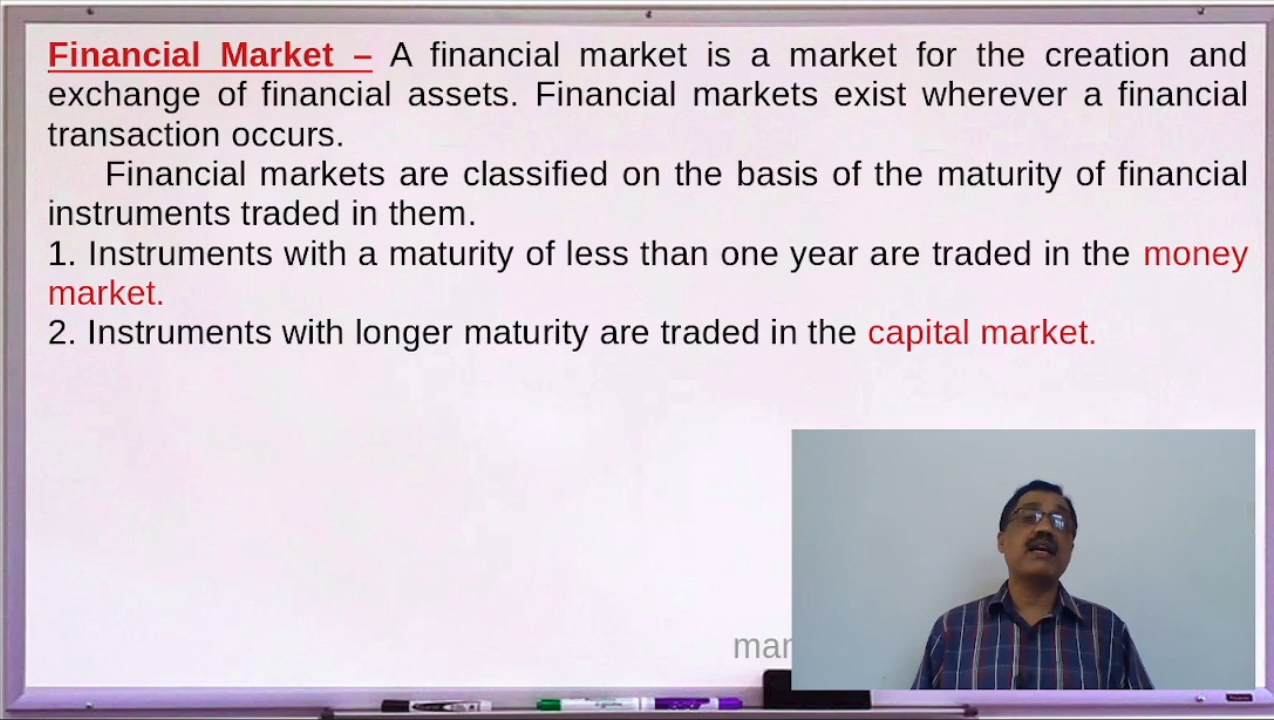 Financial Market – A financial market is a market for the creation and
exchange of financial assets. Financial markets exist wherever a financial
transaction occurs.
Financial markets are classified on the basis of the maturity of financial
instruments traded in them.
1. Instruments with a maturity of less than one year are traded in the money
market.
2. Instruments with longer maturity are traded in the capital market.